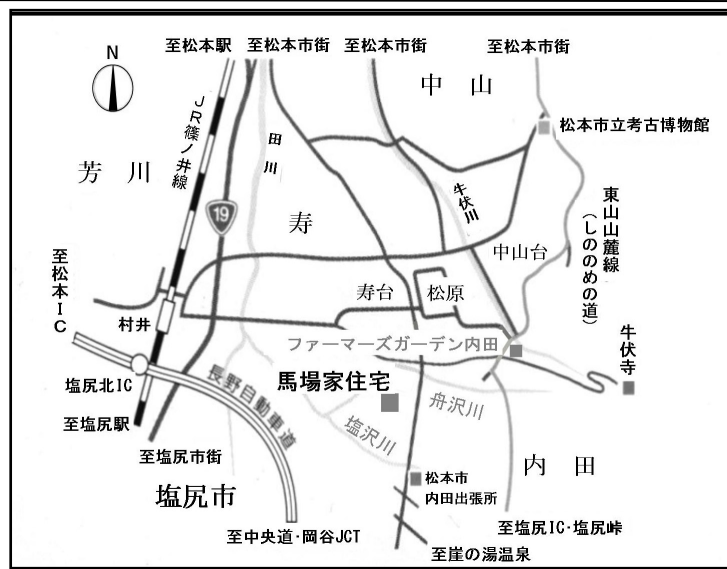 至松本駅
至松本市街
至松本市街
至松本市街
N
中山
松本市立考古博物館
JR篠ノ井線
田川
芳川
牛伏川
東山山麓線
(しののめの道)
19
寿
中山台
至松本IC
寿台
松原
村井
ファーマーズガーデン内田
牛伏寺
塩尻北IC
長野自動車道
馬場家住宅
舟沢川
至塩尻駅
塩沢川
至塩尻市街
内田
松本市
内田出張所
塩尻市
至中央道・岡谷JCT
至塩尻IC・塩尻峠
至崖の湯温泉